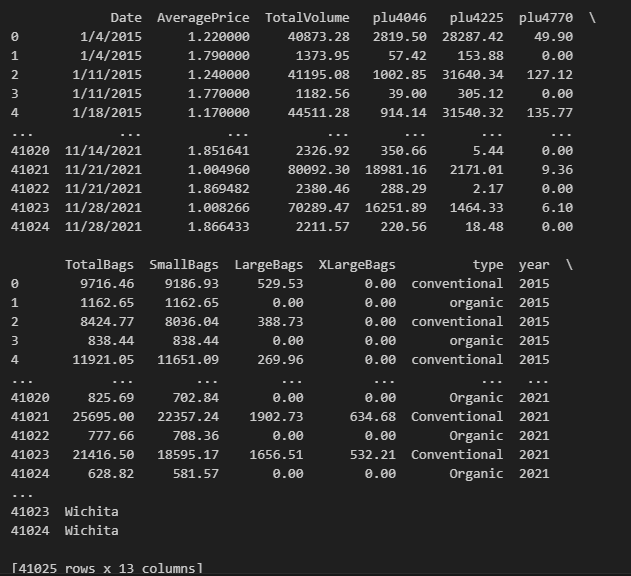 Date AveragePrice TotalVolume plu4046 plu4225 plu4770 \
0 1/4/2015 1.220000 40873.28 2819.50 28287.42 49.90
1 1/4/2015 1.790000 1373.95 57.42 153.88 0.00
2 1/11/2015 1.240000 41195.08 1002.85 31640.34 127.12
3 1/11/2015 1.770000 1182.56 39.00 305.12 0.00
4 1/18/2015 1.170000 44511.28 914.14 31540.32 135.77
... ... ... ... ... ... ...
41020 11/14/2021 1.851641 2326.92 350.66 5.44 0.00
41021 11/21/2021 1.004960 80092.30 18981.16 2171.01 9.36
41022 11/21/2021 1.869482 2380.46 288.29 2.17 0.00
41023 11/28/2021 1.008266 70289.47 16251.89 1464.33 6.10
41024 11/28/2021 1.866433 2211.57 220.56 18.48 0.00
TotalBags SmallBags LargeBags XLargeBags type year \
0 9716.46 9186.93 529.53 0.00 conventional 2015
1 1162.65 1162.65 0.00 0.00 organic 2015
2 8424.77 8036.04 388.73 0.00 conventional 2015
3 838.44 838.44 0.00 0.00 organic 2015
4 11921.05 11651.09 269.96 0.00 conventional 2015
... ... ... ... ... ... ...
41020 825.69 702.84 0.00 0.00 Organic 2021
41021 25695.00 22357.24 1902.73 634.68 Conventional 2021
41022 777.66 708.36 0.00 0.00 Organic 2021
41023 21416.50 18595.17 1656.51 532.21 Conventional 2021
41024 628.82 581.57 0.00 0.00 Organic 2021
...
41023 Wichita
41024 Wichita
[41025 rows x 13 columns]